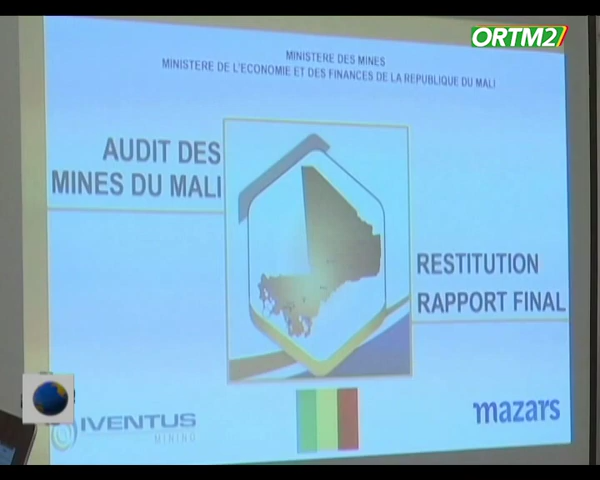 ORTM2
MINISTERE DES MINES
MINISTERE DE L'ECONOMIE ET DES FINANCES DE LA REPUBLIQUE DU MALI
AUDIT DES
MINES DU MALI
RESTITUTION
RAPPORT FINAL
IVENTUS
MINING
mazars